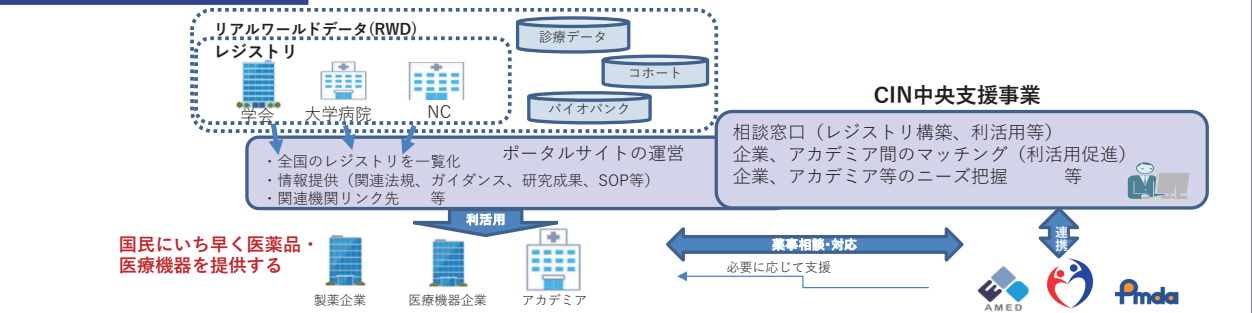 リアルワールドデータ(RWD)
レジストリ
学会
大学病院
NC
診療データ
コホート
バイオバンク
CIN中央支援事業
ポータルサイトの運営
・全国のレジストリを一覧化
・情報提供（関連法規、ガイダンス、研究成果、SOP等）
・関連機関リンク先　等
相談窓口（レジストリ構築、利活用等）
企業、アカデミア間のマッチング（利活用促進）
企業、アカデミア等のニーズ把握　　等
利活用
国民にいち早く医薬品・
医療機器を提供する
製薬企業
医療機器企業
アカデミア
薬事相談・対応
必要に応じて支援
連携
AMED
Pmda